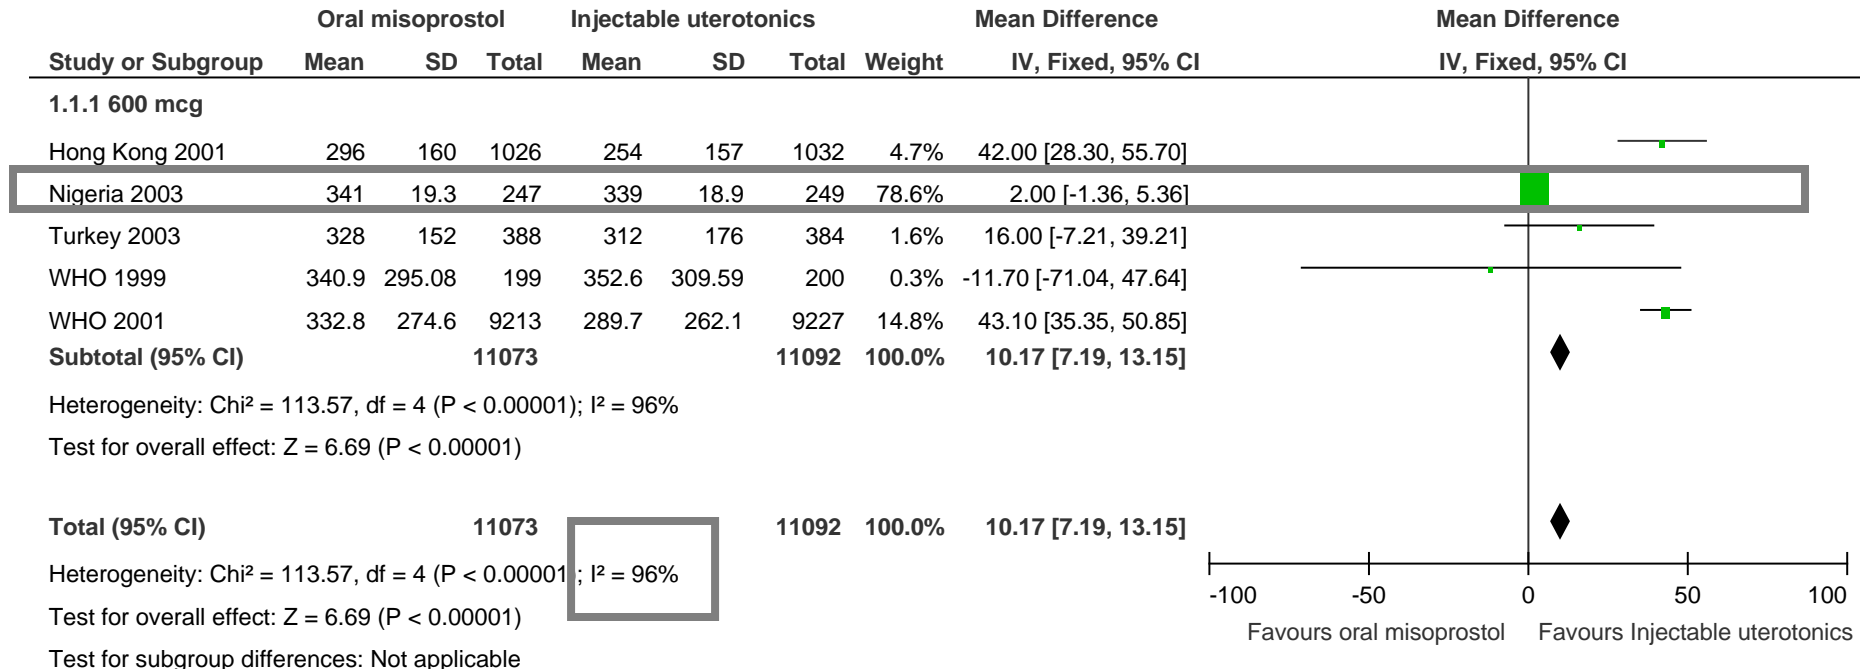 Oral misoprostol Injectable uterotonics Mean Difference Mean Difference
Study or Subgroup Mean SD Total Mean SD Total Weight IV, Fixed, 95% CI IV, Fixed, 95% CI
1.1.1 600 mcg
Hong Kong 2001 296 160 1026 254 157 1032 4.7% 42.00 [28.30, 55.70]
Nigeria 2003 341 19.3 247 339 18.9 249 78.6% 2.00 [-1.36, 5.36]
Turkey 2003 328 152 388 312 176 384 1.6% 16.00 [-7.21, 39.21]
WHO 1999 340.9 295.08 199 352.6 309.59 200 0.3% -11.70 [-71.04, 47.64]
WHO 2001 332.8 274.6 9213 289.7 262.1 9227 14.8% 43.10 [35.35, 50.85]
Subtotal (95% CI) 11073 11092 100.0% 10.17 [7.19, 13.15]
Heterogeneity: Chi² = 113.57, df = 4 (P < 0.00001); I² = 96%
Test for overall effect: Z = 6.69 (P < 0.00001)
Total (95% CI) 11073 11092 100.0% 10.17 [7.19, 13.15]
Heterogeneity: Chi² = 113.57, df = 4 (P < 0.00001); I² = 96%
Test for overall effect: Z = 6.69 (P < 0.00001)
Test for subgroup differences: Not applicable
-100 -50 0 50 100
Favours oral misoprostol Favours Injectable uterotonics